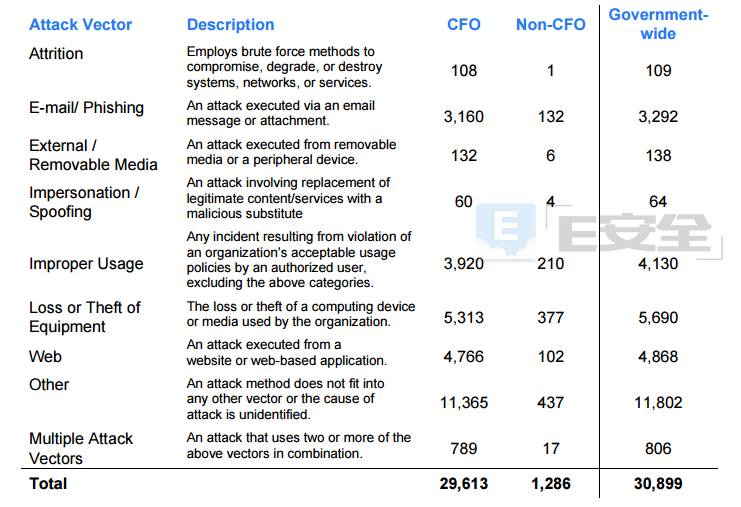 Attack Vector Description CFO Non-CFO Government-
wide
Attrition
Employs brute force methods to
compromise, degrade, or destroy
systems, networks, or services.
108 1 109
E-mail/ Phishing
An attack executed via an email
message or attachment.
3,160 132 3,292
External /
Removable Media
An attack executed from removable
media or a peripheral device.
132 6 138
Impersonation /
Spoofing
An attack involving replacement of
legitimate content/services with a
malicious substitute
60 4 64
Improper Usage
Any incident resulting from violation of
an organization's acceptable usage
policies by an authorized user,
excluding the above categories.
3,920 210 4,130
Loss or Theft of
Equipment
The loss or theft of a computing device
or media used by the organization.
5,313 377 5,690
Web
An attack executed from a
website or web-based application.
4,766 102 4,868
Other
An attack method does not fit into
any other vector or the cause of
attack is unidentified.
11,365 437 11,802
Multiple Attack
Vectors
An attack that uses two or more of the
above vectors in combination.
789 17 806
Total 29,613 1,286 30,899
E
E安全